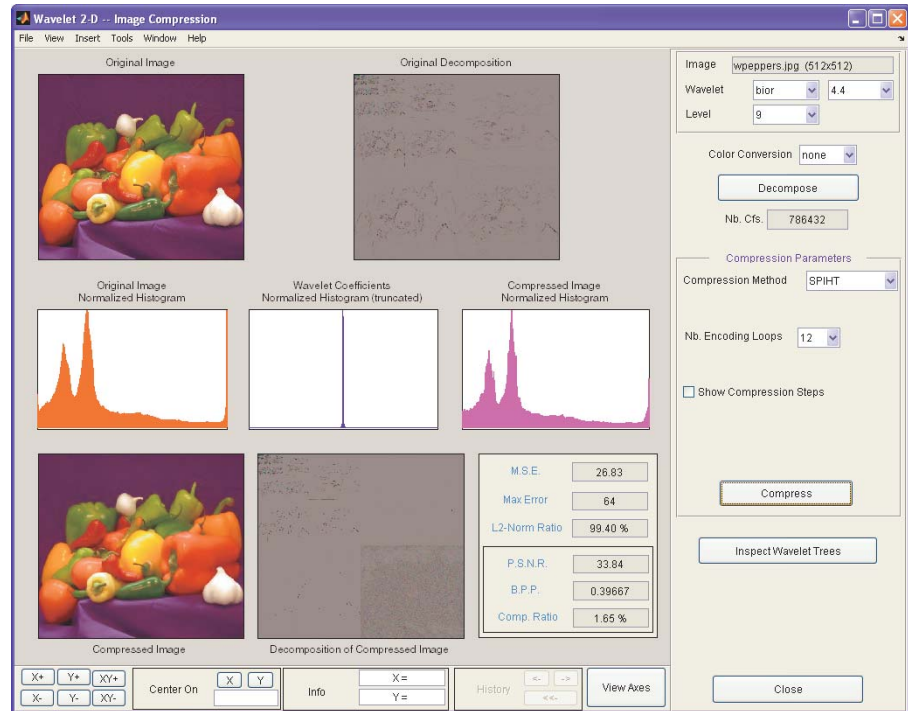 Wavelet 2-D -- Image Compression
File View Insert Tools Window Help
Original Image
Original Decomposition
Image wpeppers.jpg (512x512)
Wavelet bior 4.4
Level 9
Color Conversion none
Decompose
Nb. Cfs. 786432
Original Image
Normalized Histogram
Wavelet Coefficients
Normalized Histogram (truncated)
Compressed Image
Normalized Histogram
Compression Parameters
Compression Method SPIHT
Nb. Encoding Loops 12
Show Compression Steps
Compress
M.S.E. 26.83
Max Error 64
L2-Norm Ratio 99.40 %
P.S.N.R. 33.84
B.P.P. 0.39667
Comp. Ratio 1.65 %
Inspect Wavelet Trees
Compressed Image
Decomposition of Compressed Image
X+ Y+ XY+
X- Y- XY-
Center On X Y
Info X =
Y =
History <- ->
<<-
View Axes
Close